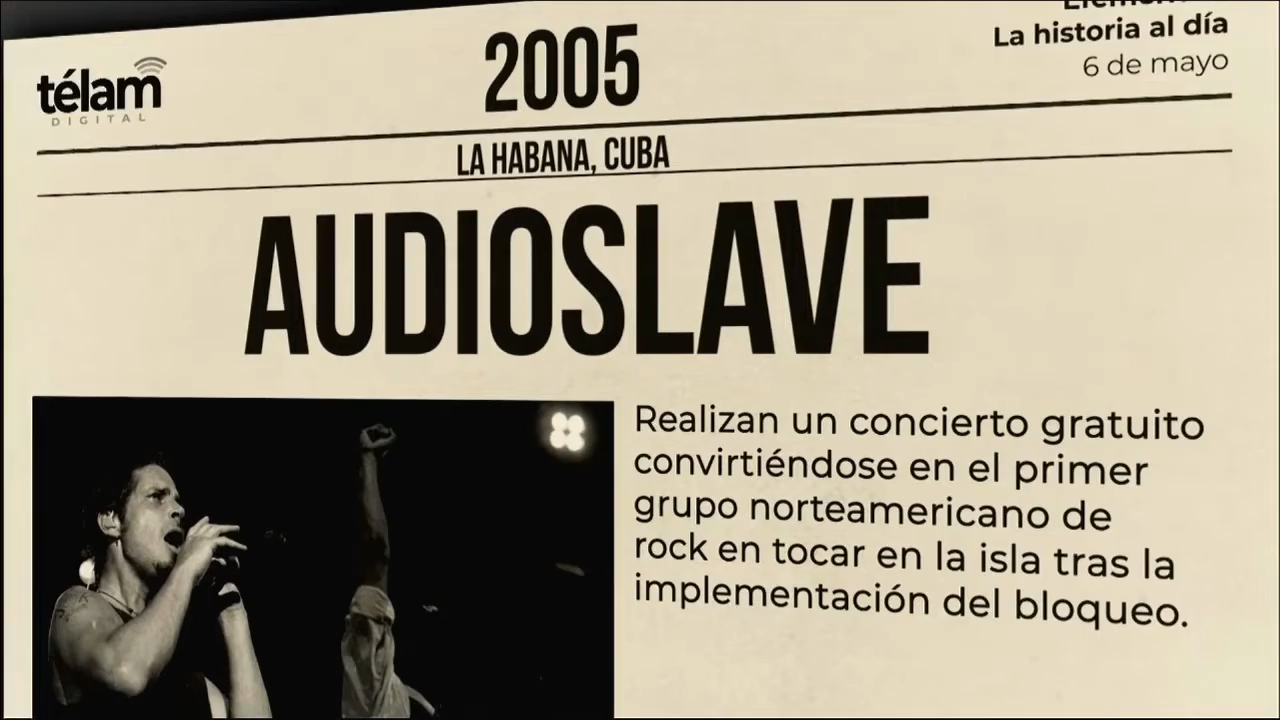 télam
DIGITAL
2005
La historia al día
6 de mayo
LA HABANA, CUBA
AUDIOSLAVE
Realizan un concierto gratuito
convirtiéndose en el primer
grupo norteamericano de
rock en tocar en la isla tras la
implementación del bloqueo.